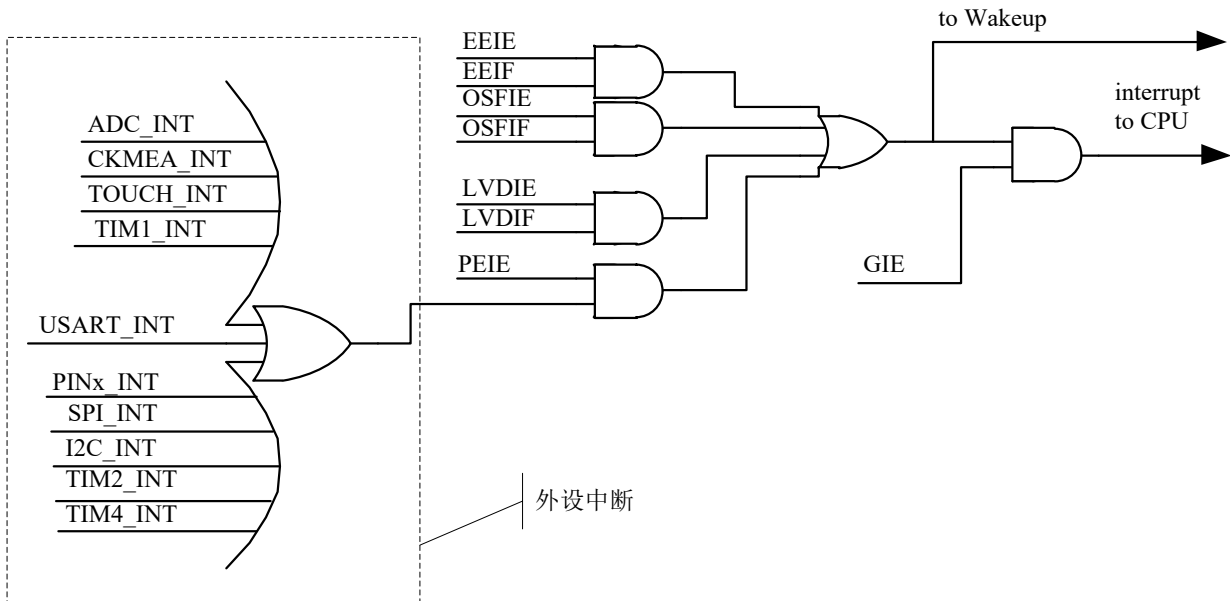 to Wakeup
EEIE
EEIF
OSFIE
OSFIF
interrupt
to CPU
ADC_INT
CKMEA_INT
TOUCH_INT
TIM1_INT
LVDIE
LVDIF
PEIE
GIE
USART_INT
PINx_INT
SPI_INT
I2C_INT
TIM2_INT
TIM4_INT
外设中断